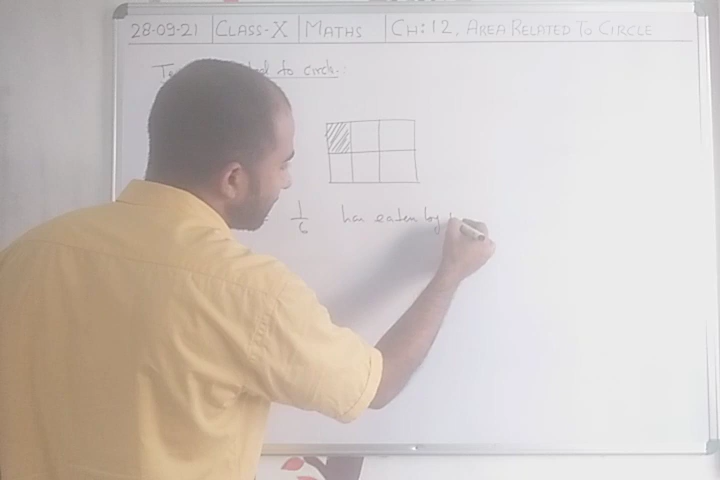 28-09-21 CLASS-X MATHS CH: 12, AREA RELATED TO CIRCLE
to circle:
1/6 has eaten by